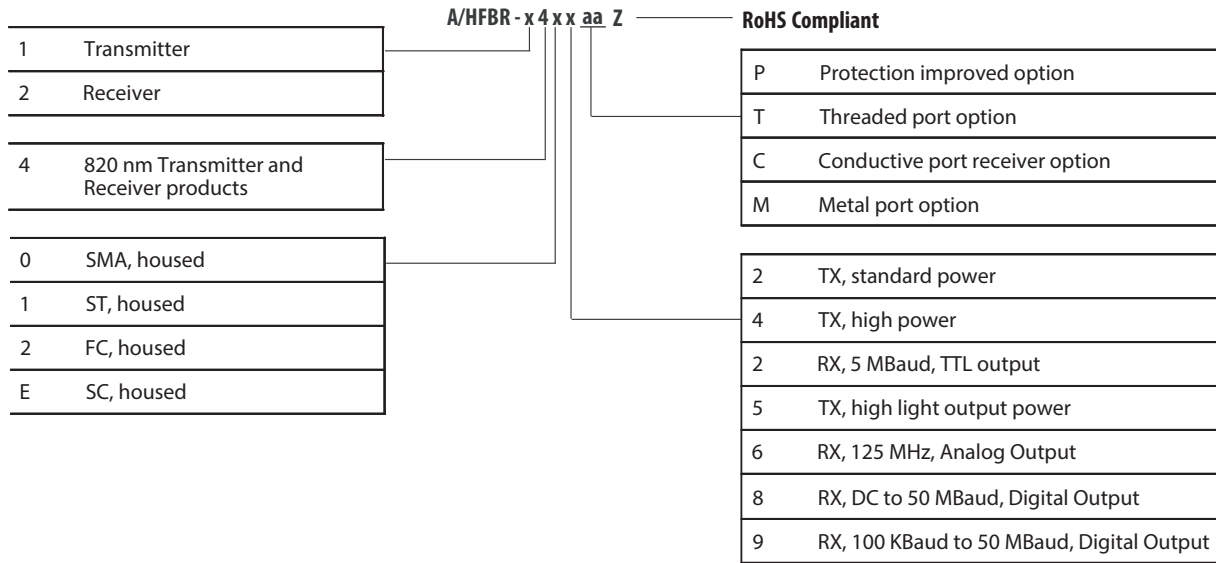 A/HFBR - x 4 x x aa Z RoHS Compliant
1 Transmitter
2 Receiver
4 820 nm Transmitter and
Receiver products
0 SMA, housed
1 ST, housed
2 FC, housed
E SC, housed
P Protection improved option
T Threaded port option
C Conductive port receiver option
M Metal port option
2 TX, standard power
4 TX, high power
2 RX, 5 MBaud, TTL output
5 TX, high light output power
6 RX, 125 MHz, Analog Output
8 RX, DC to 50 MBaud, Digital Output
9 RX, 100 KBaud to 50 MBaud, Digital Output